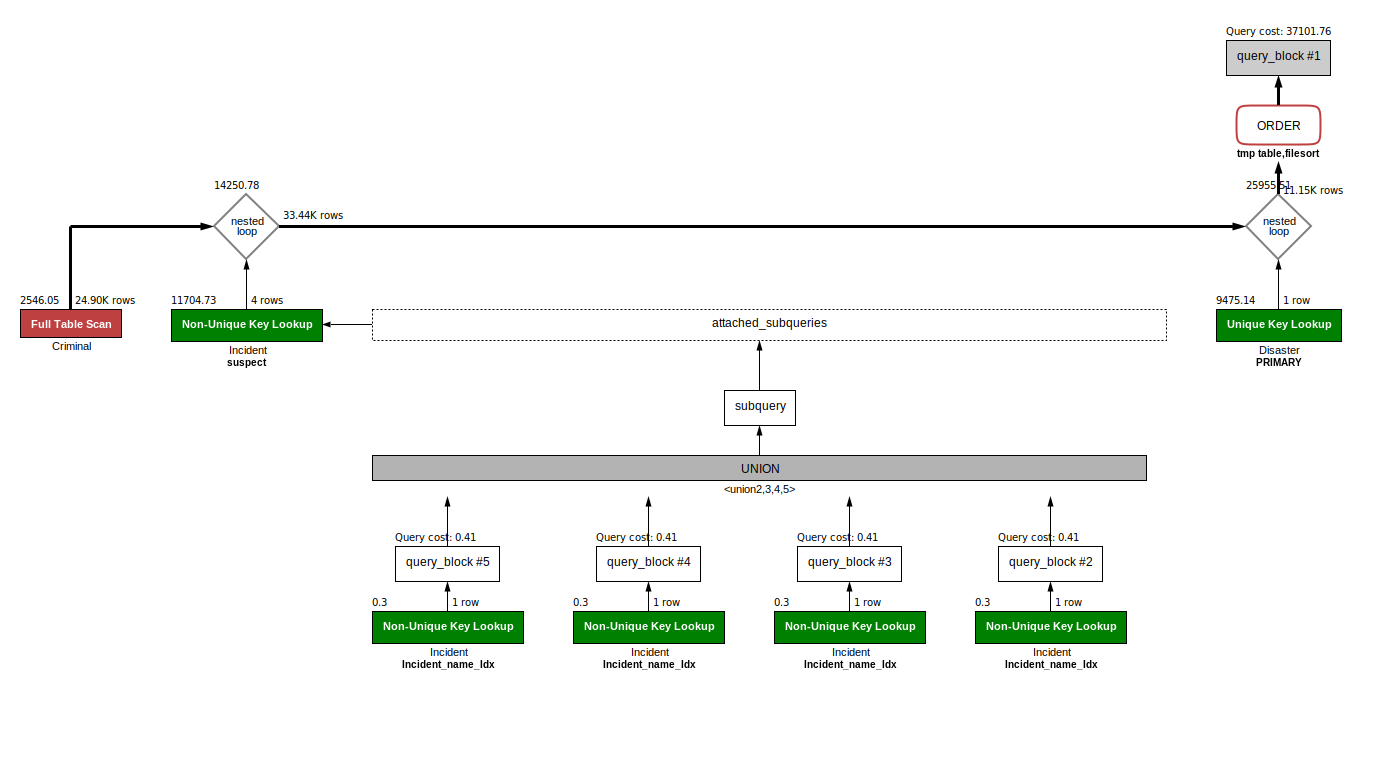 Query cost: 37101.76
query_block #1
ORDER
tmp table,filesort
14250.78
25955.51
11.15K rows
nested
loop
33.44K rows
nested
loop
2546.05
24.90K rows
11704.73
4 rows
9475.14
1 row
Full Table Scan
Non-Unique Key Lookup
attached_subqueries
Unique Key Lookup
Criminal
Incident
suspect
Disaster
PRIMARY
subquery
UNION
<union2,3,4,5>
Query cost: 0.41
Query cost: 0.41
Query cost: 0.41
Query cost: 0.41
query_block #5
query_block #4
query_block #3
query_block #2
0.3
1 row
0.3
1 row
0.3
1 row
0.3
1 row
Non-Unique Key Lookup
Non-Unique Key Lookup
Non-Unique Key Lookup
Non-Unique Key Lookup
Incident
Incident_name_Idx
Incident
Incident_name_Idx
Incident
Incident_name_Idx
Incident
Incident_name_Idx